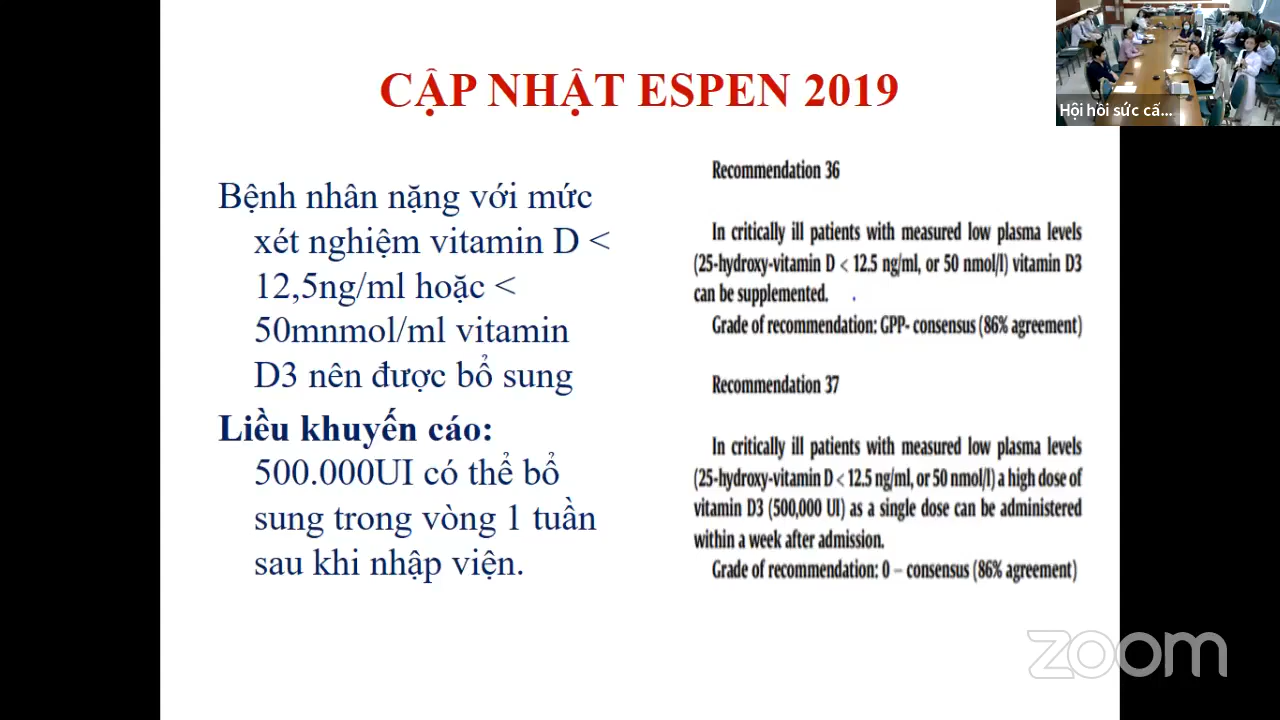 CẬP NHẬT ESPEN 2019
Hội hồi sức cấ...
Bệnh nhân nặng với mức
xét nghiệm vitamin D <
12,5ng/ml hoặc <
50mnmol/ml vitamin
D3 nên được bổ sung
Liều khuyến cáo:
500.000UI có thể bổ
sung trong vòng 1 tuần
sau khi nhập viện.
Recommendation 36
In critically ill patients with measured low plasma levels
(25-hydroxy-vitamin D < 12.5 ng/ml, or 50 nmol/l) vitamin D3
can be supplemented.
Grade of recommendation: GPP- consensus (86% agreement)
Recommendation 37
In critically ill patients with measured low plasma levels
(25-hydroxy-vitamin D < 12.5 ng/ml, or 50 nmol/l) a high dose of
vitamin D3 (500,000 UI) as a single dose can be administered
within a week after admission.
Grade of recommendation: 0 – consensus (86% agreement)
zoom